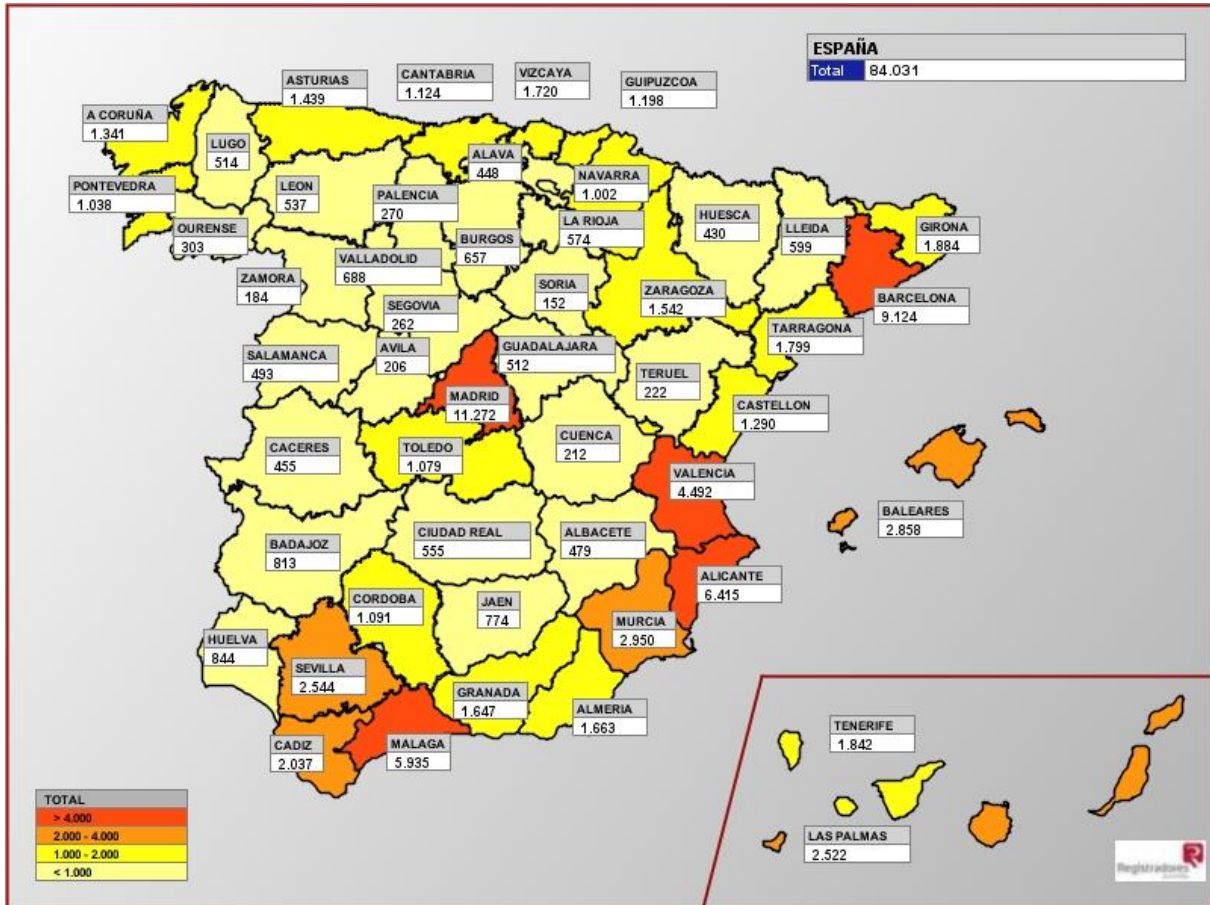 ESPAÑA
Total 84.031
ASTURIAS
1.439
CANTABRIA
1.124
VIZCAYA
1.720
GUIPUZCOA
1.198
A CORUÑA
1.341
LUGO
514
ALAVA
448
NAVARRA
1.002
PONTEVEDRA
1.038
LEON
537
PALENCIA
270
HUESCA
430
LLEIDA
599
GIRONA
1.884
OURENSE
303
BURGOS
657
LA RIOJA
574
ZAMORA
184
VALLADOLID
688
SORIA
152
ZARAGOZA
1.542
BARCELONA
9.124
SEGOVIA
262
TARRAGONA
1.799
SALAMANCA
493
AVILA
206
GUADALAJARA
512
TERUEL
222
MADRID
11.272
CASTELLON
1.290
CACERES
455
TOLEDO
1.079
CUENCA
212
VALENCIA
4.492
BALEARES
2.858
BADAJOZ
813
CIUDAD REAL
555
ALBACETE
479
ALICANTE
6.415
CORDOBA
1.091
JAEN
774
MURCIA
2.950
HUELVA
844
SEVILLA
2.544
GRANADA
1.647
ALMERIA
1.663
CADIZ
2.037
MALAGA
5.935
TENERIFE
1.842
LAS PALMAS
2.522
TOTAL
> 4.000
2.000 - 4.000
1.000 - 2.000
< 1.000
Registradores